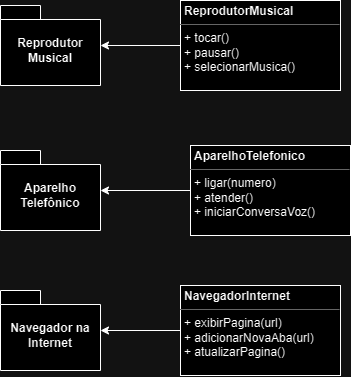 ReprodutorMusical
Reprodutor
Musical
+ tocar()
+ pausar()
+ selecionarMusica()
AparelhoTelefonico
Aparelho
Telefônico
+ ligar(numero)
+ atender()
+ iniciarConversaVoz()
NavegadorInternet
Navegador na
Internet
+ exibirPagina(url)
+ adicionarNovaAba(url)
+ atualizarPagina()